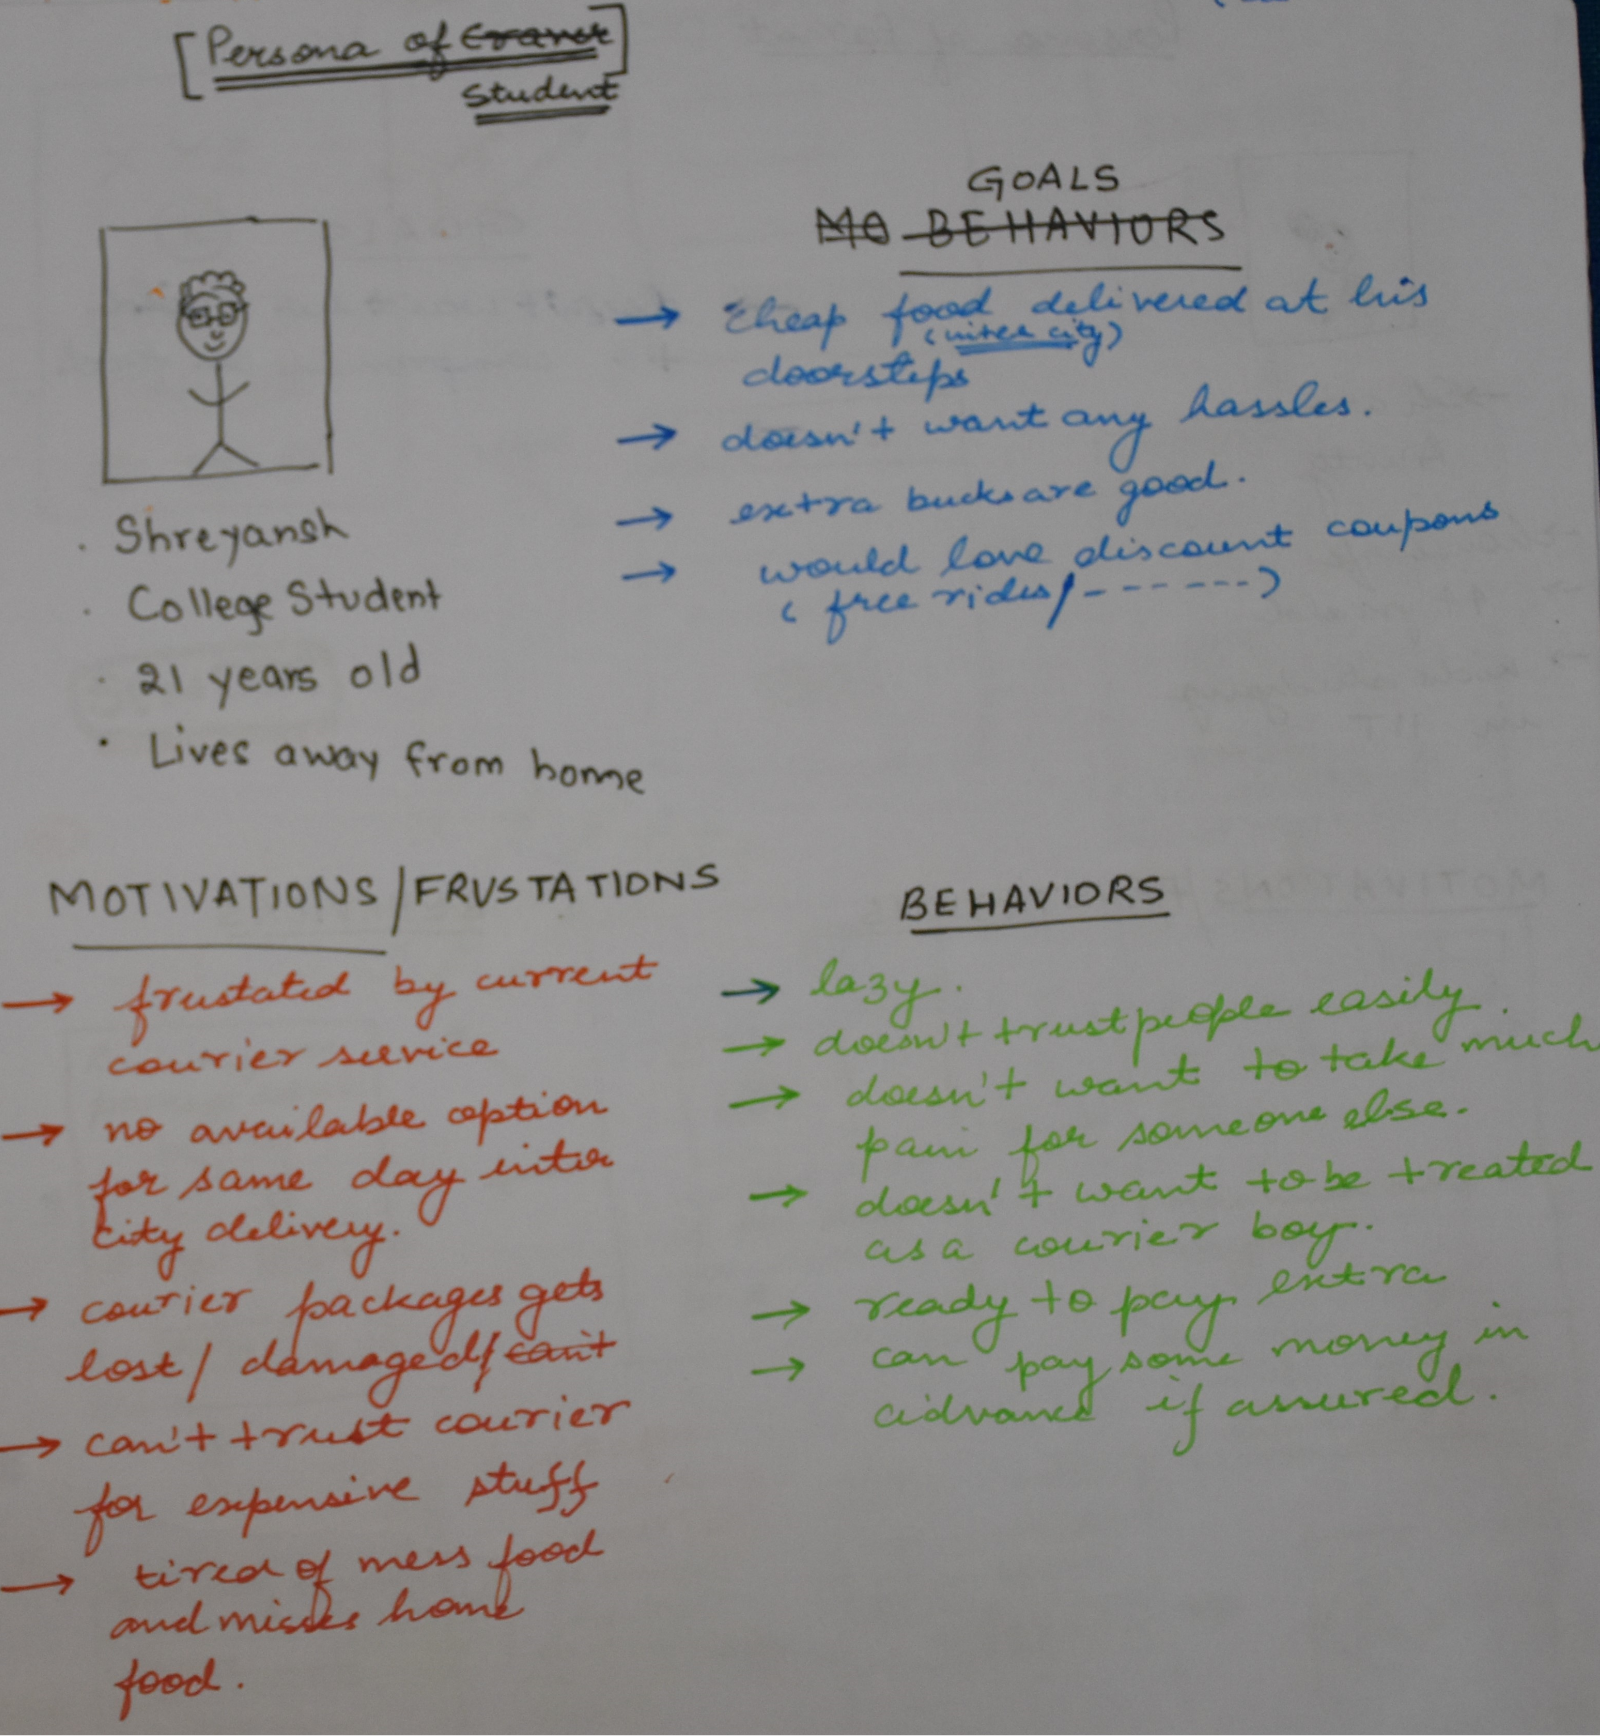 [Persona of Craver]
Student
GOALS
MO BEHAVIORS
→ cheap food delivered at his
(inter city)
doorsteps
→ doesn't want any hassles.
→ extra bucks are good.
→ would love discount coupons
( free rides/ - - - - - - - )
. Shreyansh
. College Student
. 21 years old
. Lives away from home
MOTIVATIONS / FRUSTATIONS
→ frustated by current
courier service
→ no available option
for same day inter
city delivery.
→ courier packages gets
lost / damaged / can't
→ can't trust courier
for expensive stuff
→ tired of mess food
and misses home
food.
BEHAVIORS
→ lazy.
→ doesn't trust people easily.
→ doesn't want to take much
pain for someone else.
→ doesn't want to be treated
as a courier boy.
→ ready to pay extra
→ can pay some money in
advance if assured.